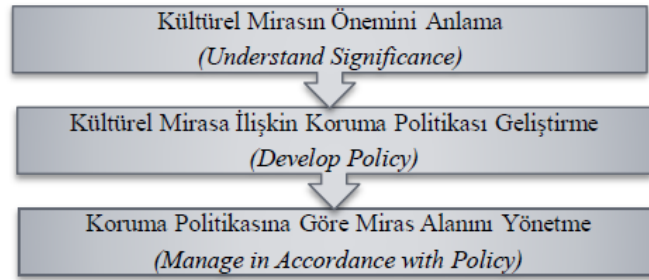 Kültürel Mirasın Önemini Anlama
(Understand Significance)
Kültürel Mirasa İlişkin Koruma Politikası Geliştirme
(Develop Policy)
Koruma Politikasına Göre Miras Alanını Yönetme
(Manage in Accordance with Policy)